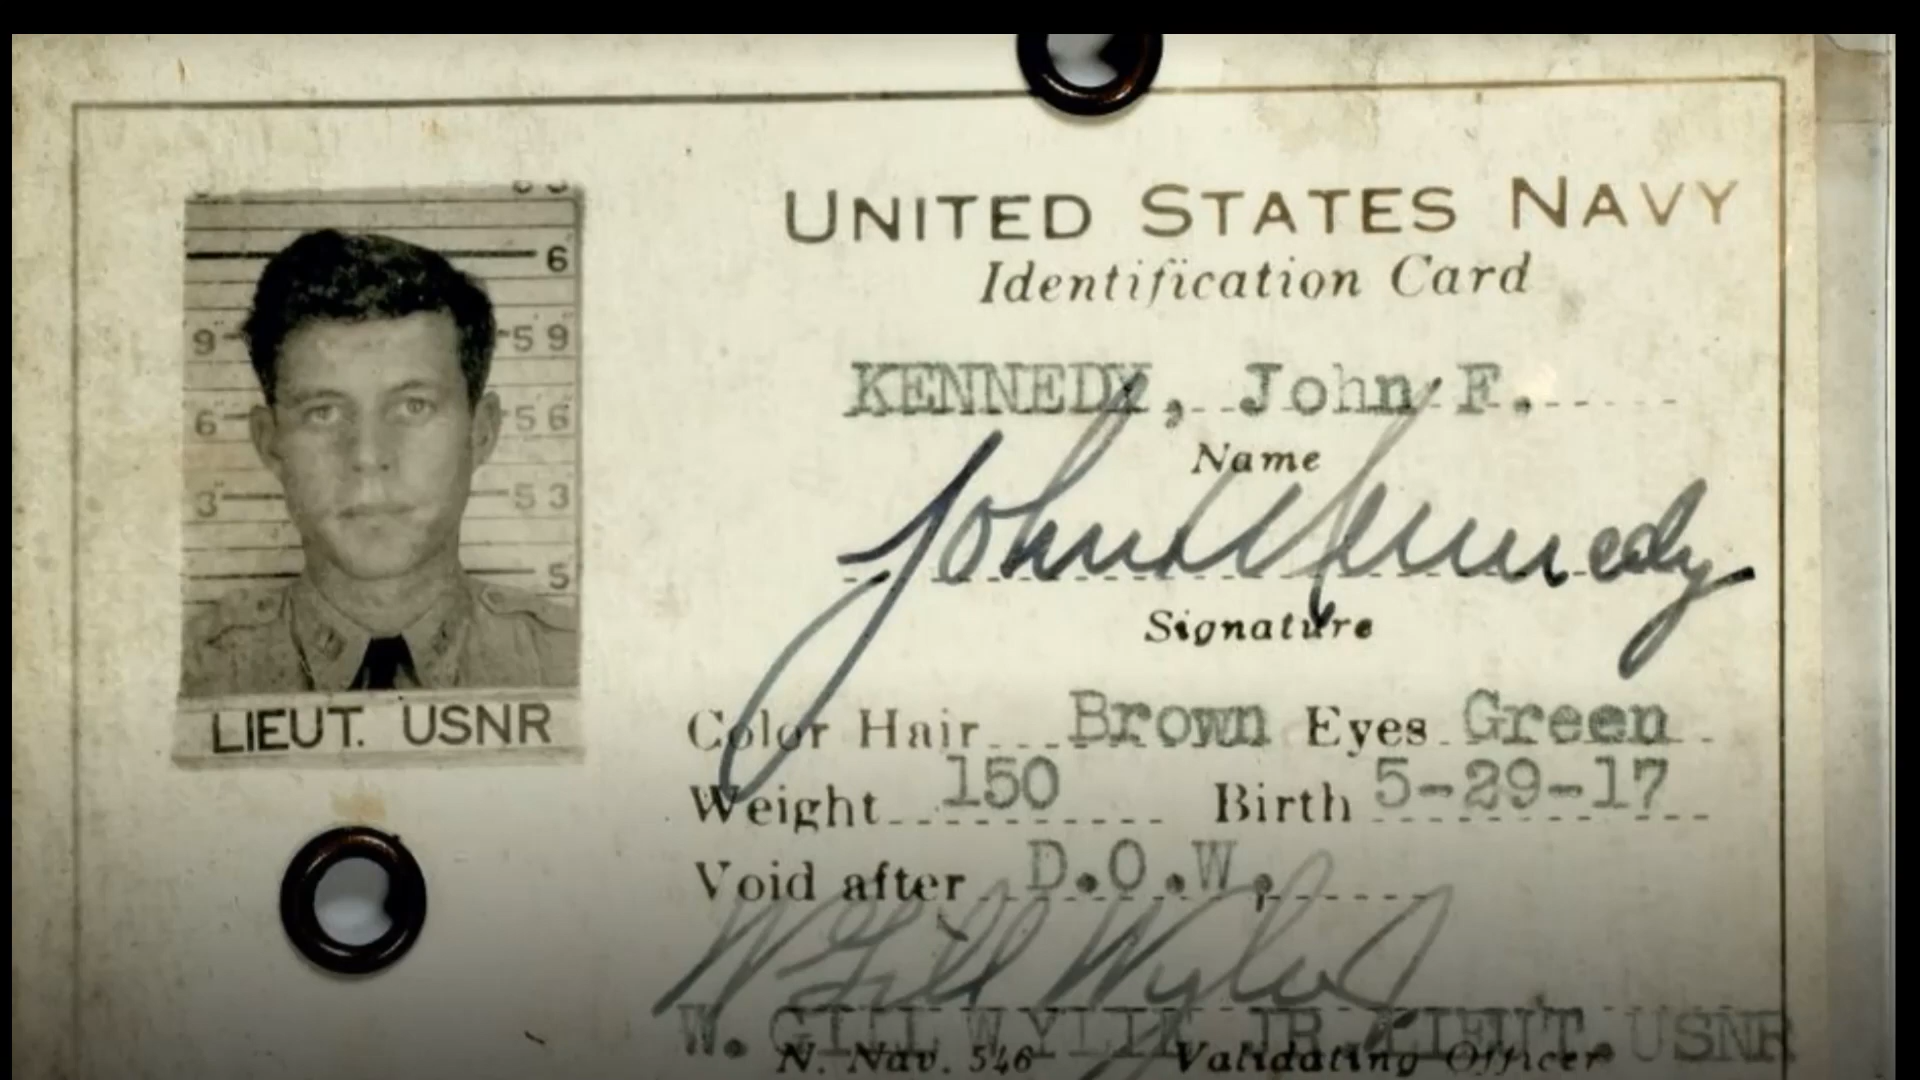 UNITED STATES NAVY
Identification Card
KENNEDY, John F.
Name
John F Kennedy
Signature
Color Hair Brown Eyes Green
Weight 150 Birth 5-29-17
Void after D.O.W.
W Gill Wylie Jr
W. GILL WYLIE JR. LIEUT. USNR
N. Nav. 546 Validating Officer
6
9 59
6 56
3 53
5
LIEUT. USNR